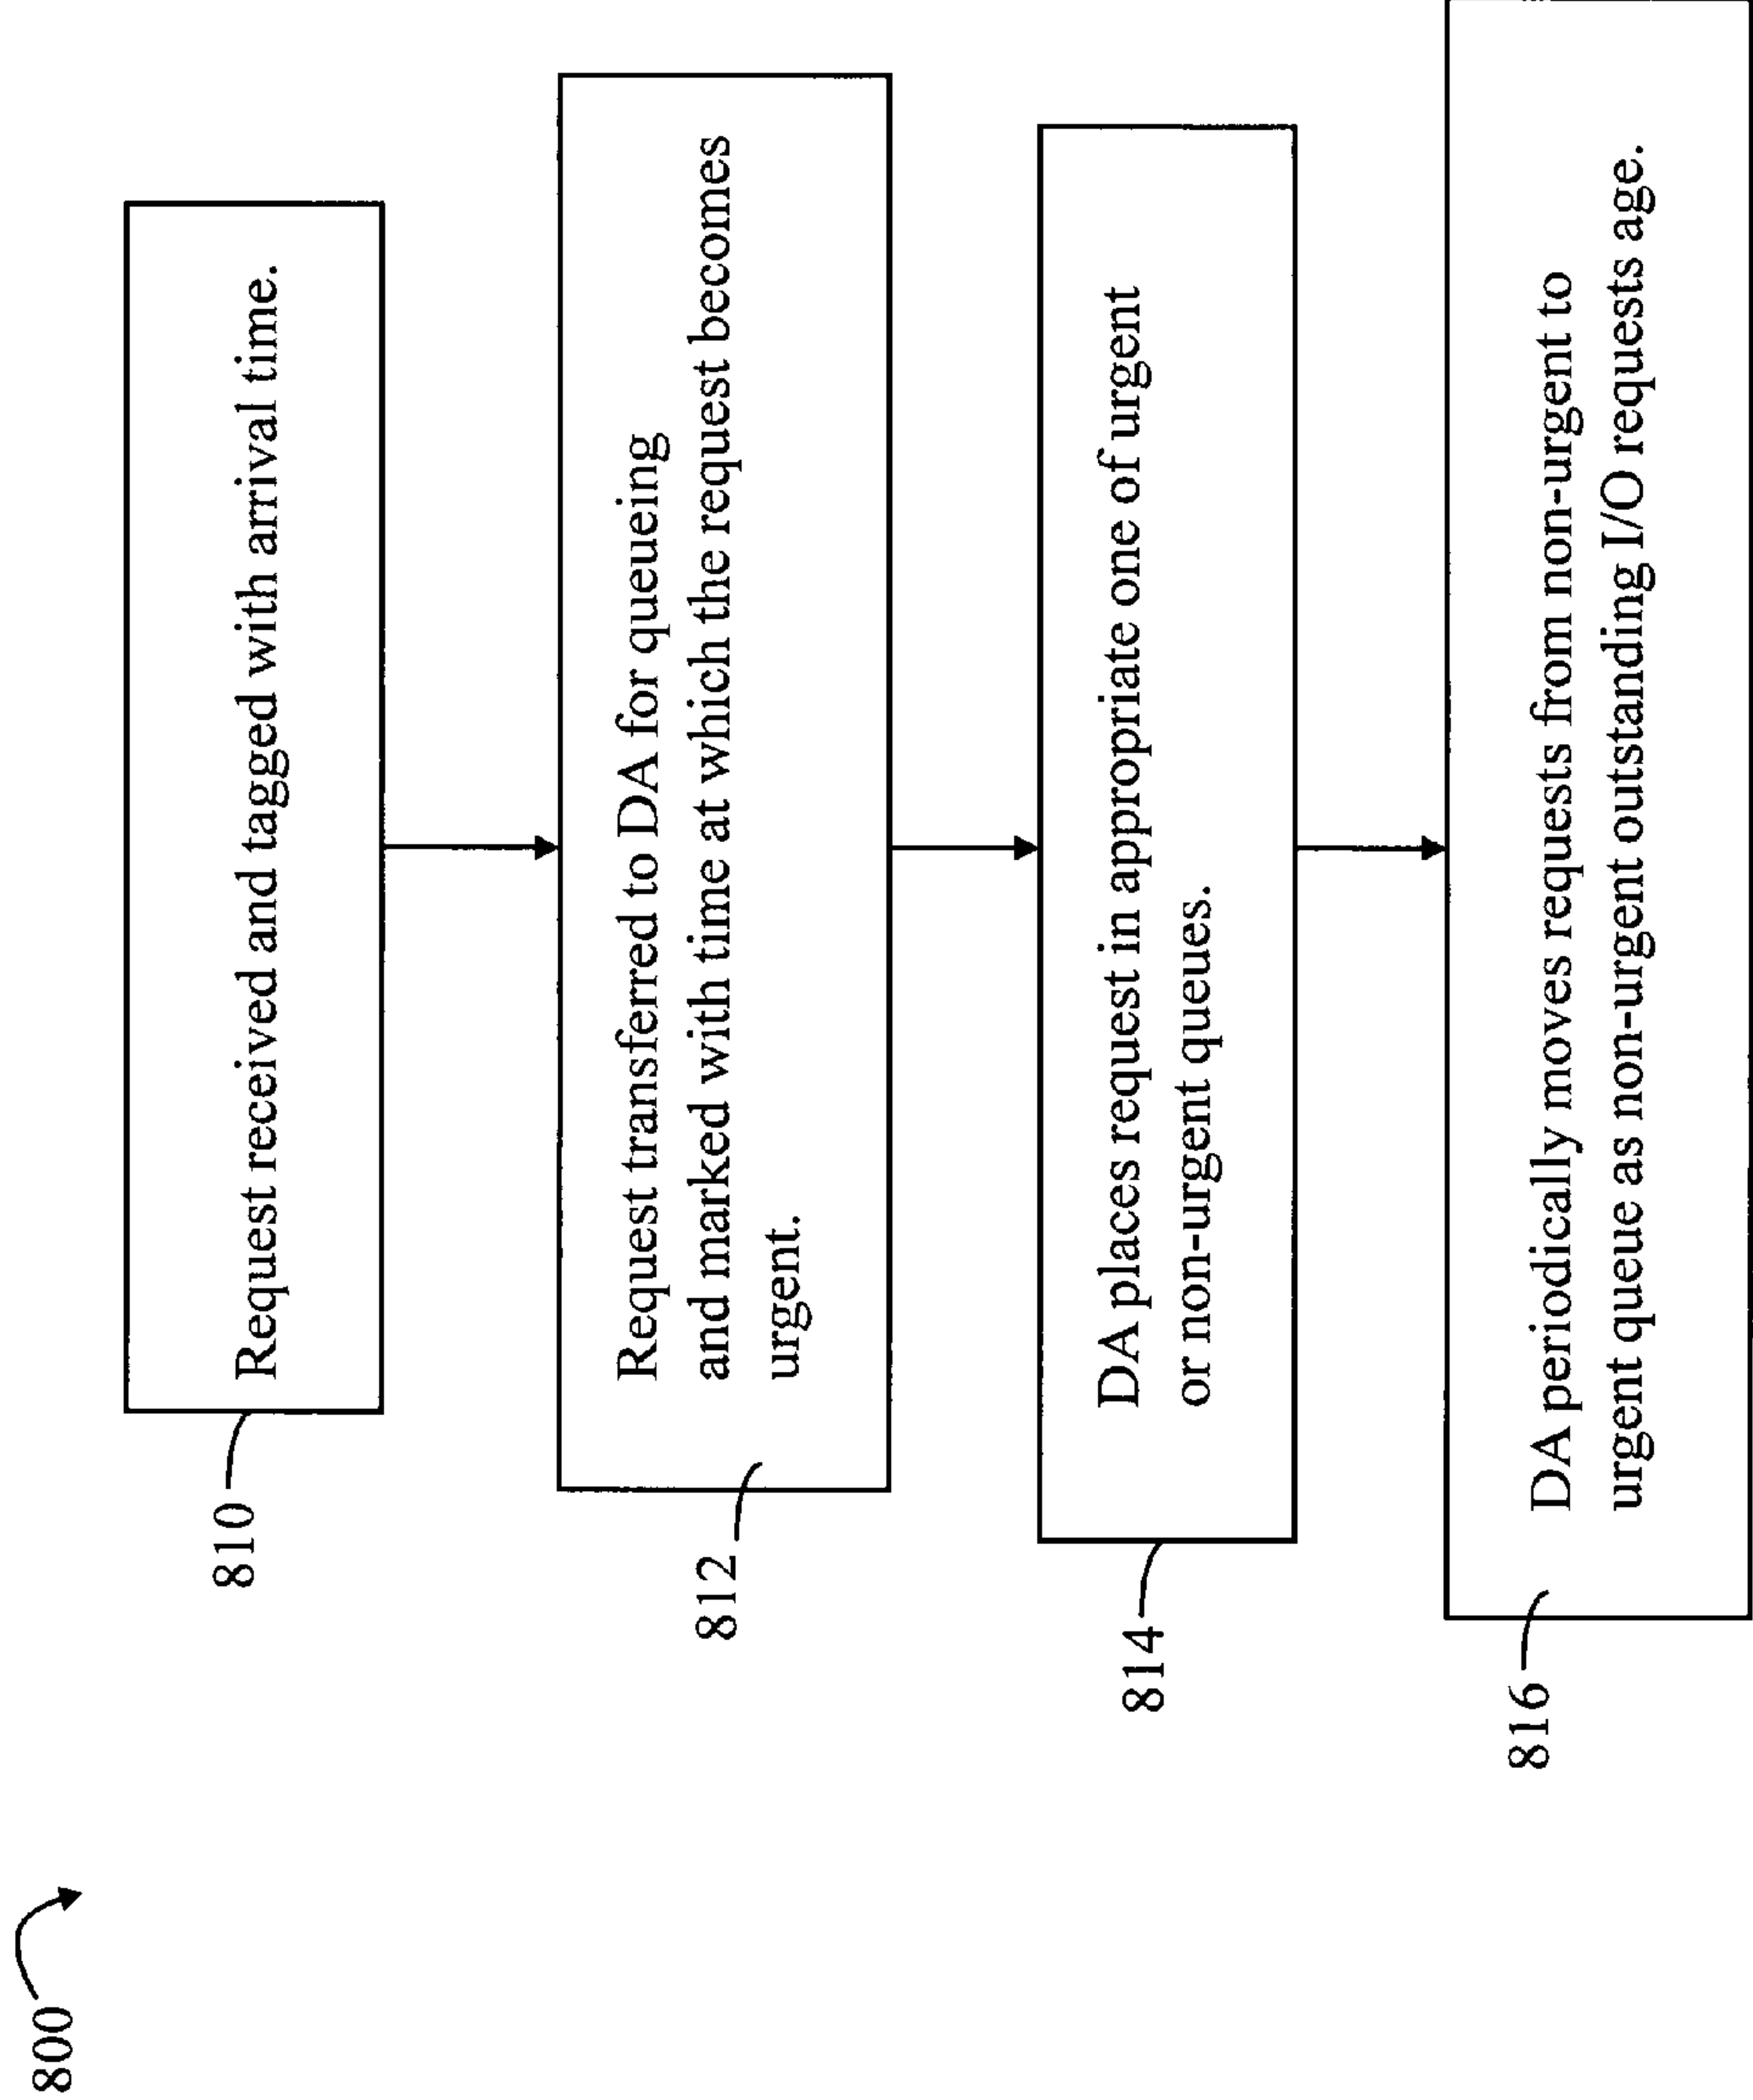 800
810
Request received and tagged with arrival time.
812
Request transferred to DA for queueing
and marked with time at which the request becomes
urgent.
814
DA places request in appropriate one of urgent
or non-urgent queues.
816
DA periodically moves requests from non-urgent to
urgent queue as non-urgent outstanding I/O requests age.